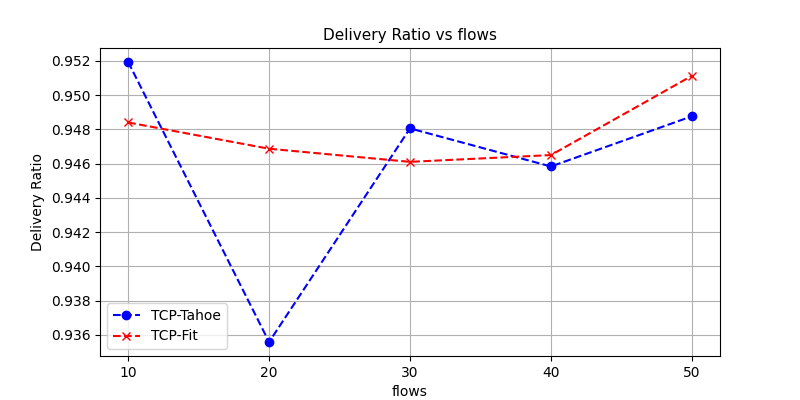 Delivery Ratio vs flows
Delivery Ratio
0.952
0.950
0.948
0.946
0.944
0.942
0.940
0.938
0.936
TCP-Tahoe
TCP-Fit
10 20 30 40 50
flows